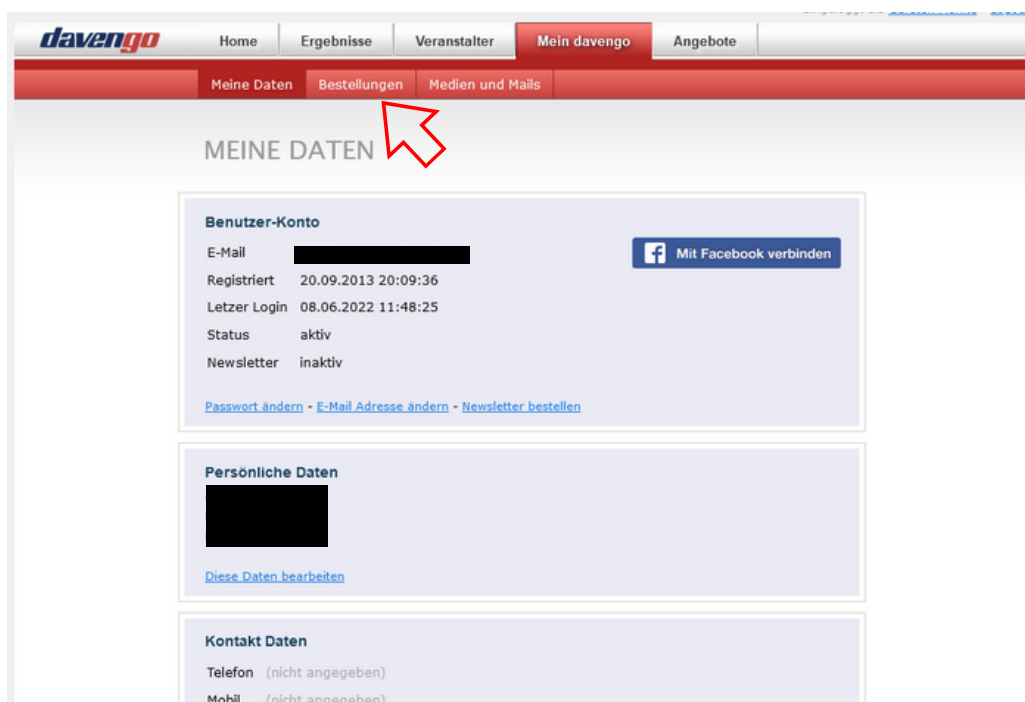 davengo Home Ergebnisse Veranstalter Mein davengo Angebote
Meine Daten Bestellungen Medien und Mails
MEINE DATEN
Benutzer-Konto
E-Mail
Mit Facebook verbinden
Registriert 20.09.2013 20:09:36
Letzer Login 08.06.2022 11:48:25
Status aktiv
Newsletter inaktiv
Passwort ändern - E-Mail Adresse ändern - Newsletter bestellen
Persönliche Daten
Diese Daten bearbeiten
Kontakt Daten
Telefon (nicht angegeben)
Mobil (nicht angegeben)